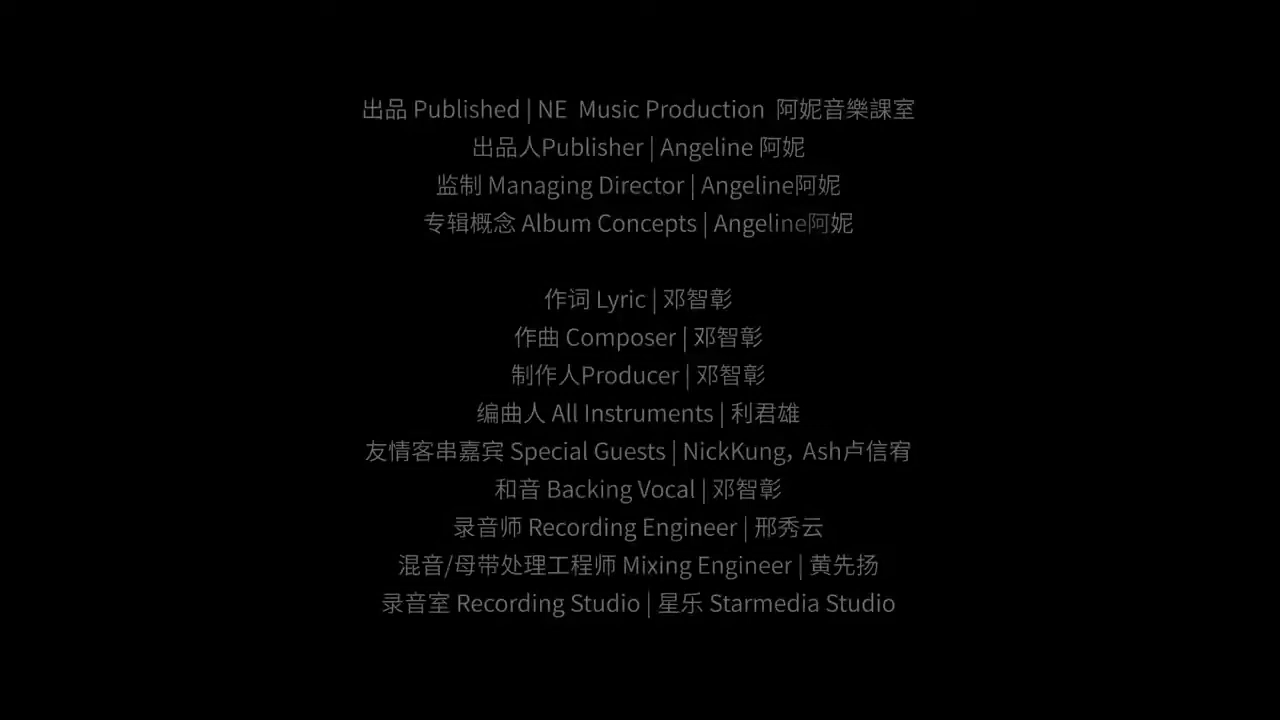 出品 Published | NE Music Production 阿妮音樂課室
出品人Publisher | Angeline 阿妮
监制 Managing Director | Angeline阿妮
专辑概念 Album Concepts | Angeline阿妮
作词 Lyric | 邓智彰
作曲 Composer | 邓智彰
制作人Producer | 邓智彰
编曲人 All Instruments | 利君雄
友情客串嘉宾 Special Guests | NickKung，Ash卢信宥
和音 Backing Vocal | 邓智彰
录音师 Recording Engineer | 邢秀云
混音/母带处理工程师 Mixing Engineer | 黄先扬
录音室 Recording Studio | 星乐 Starmedia Studio